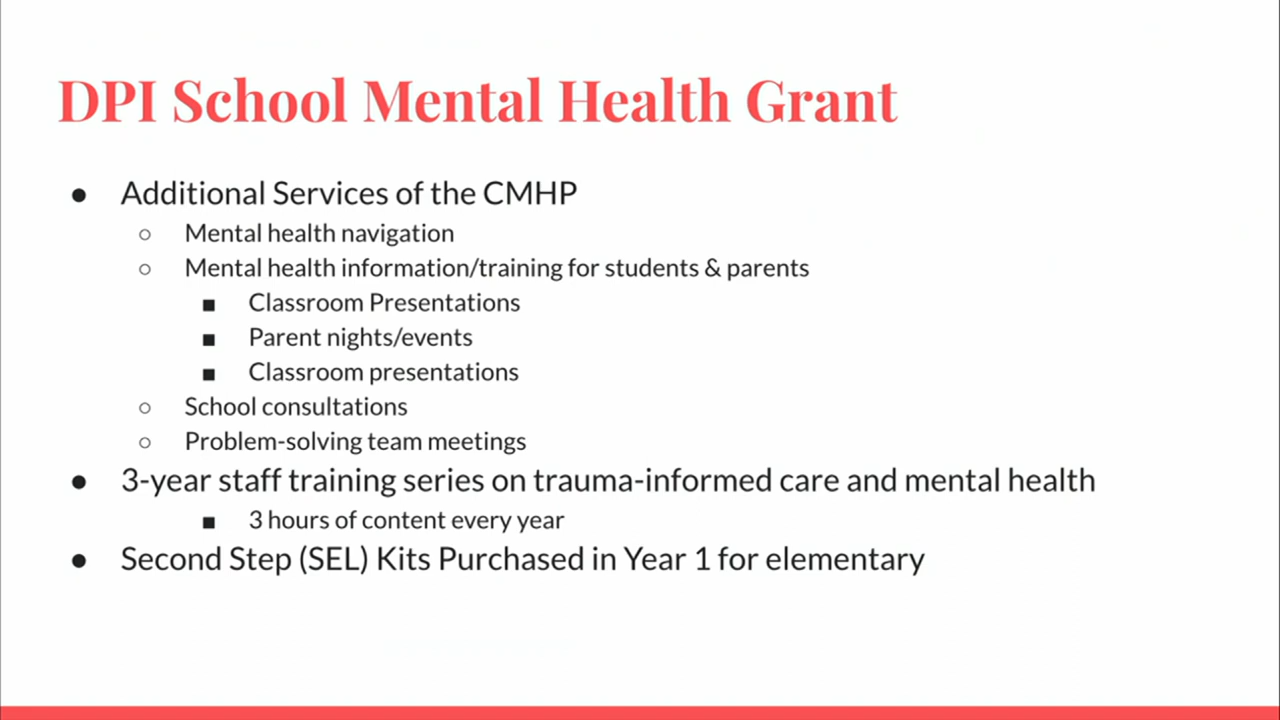 DPI School Mental Health Grant
● Additional Services of the CMHP
○ Mental health navigation
○ Mental health information/training for students & parents
■ Classroom Presentations
■ Parent nights/events
■ Classroom presentations
○ School consultations
○ Problem-solving team meetings
● 3-year staff training series on trauma-informed care and mental health
■ 3 hours of content every year
● Second Step (SEL) Kits Purchased in Year 1 for elementary